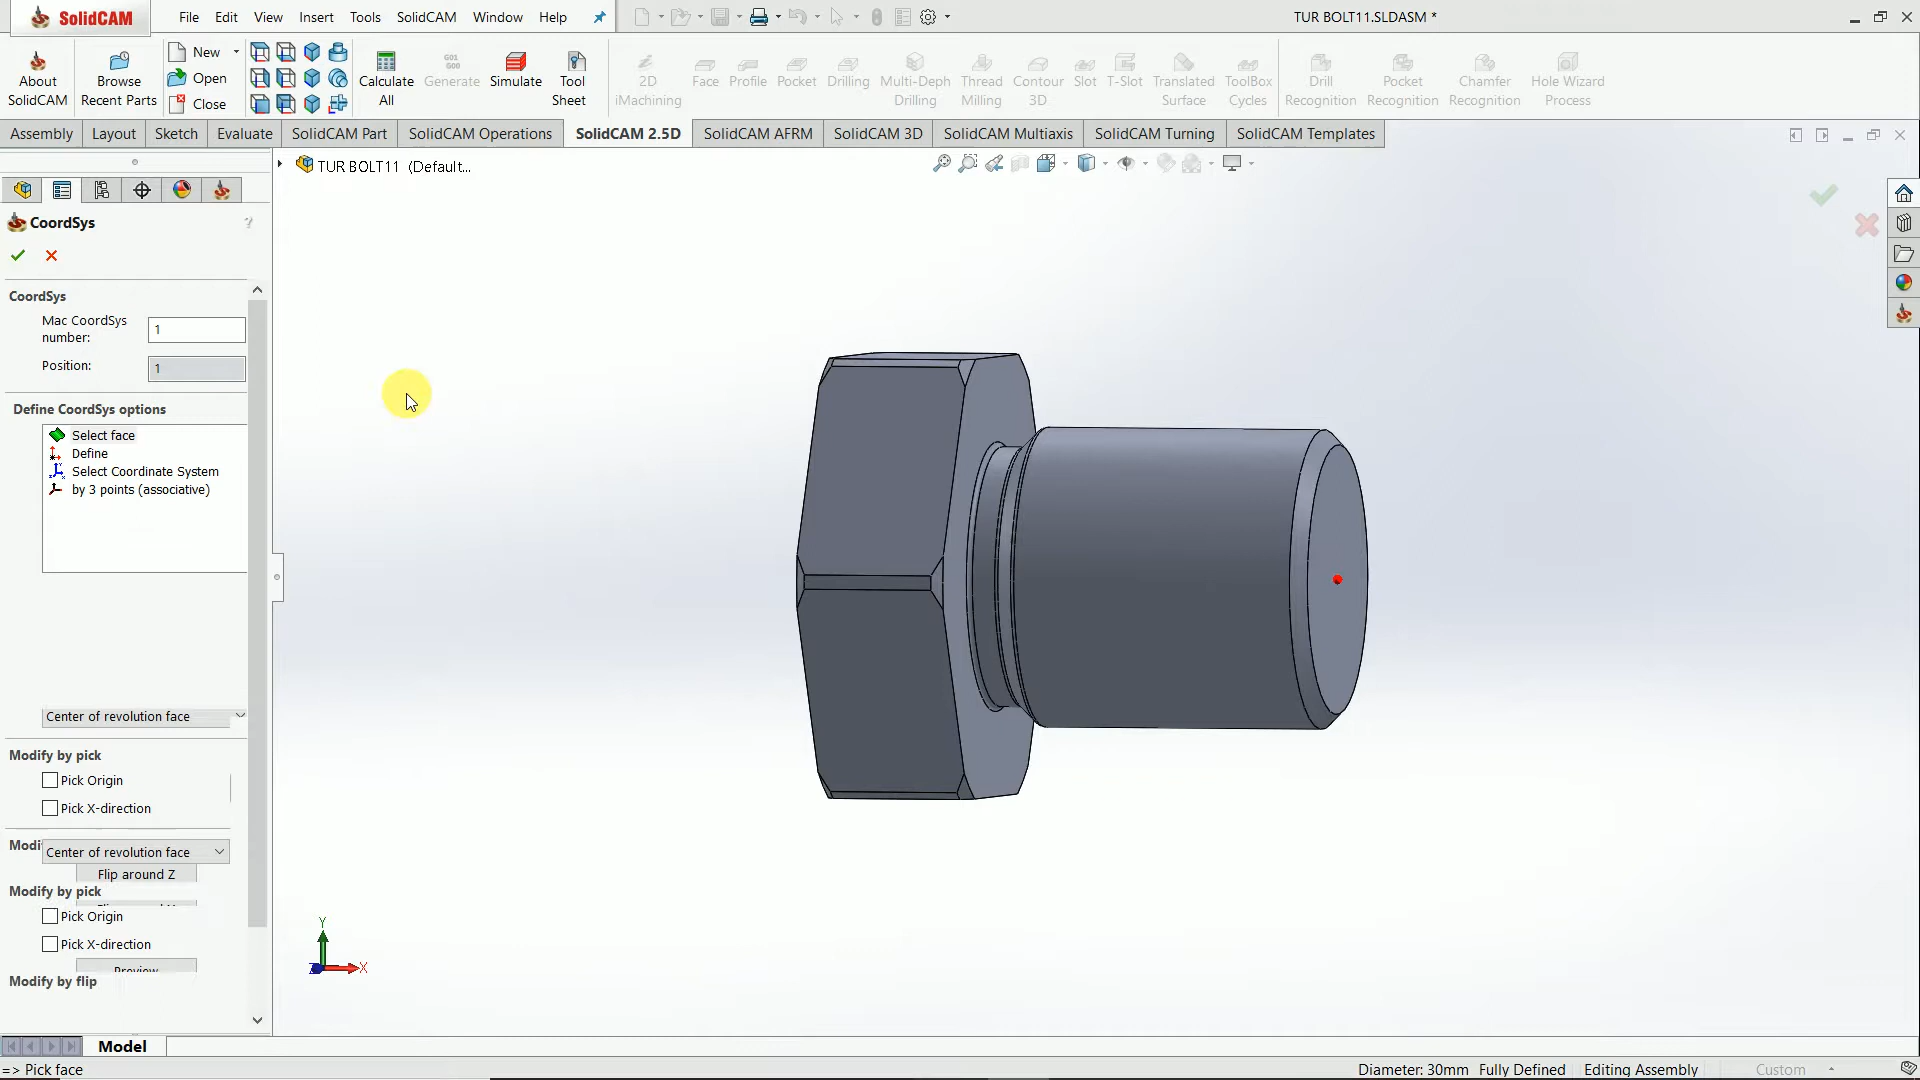 SolidCAM
File Edit View Insert Tools SolidCAM Window Help
TUR BOLT11.SLDASM *
About SolidCAM
Browse Recent Parts
New
Open
Close
Calculate All
G01
G00
Generate
Simulate
Tool Sheet
2D iMachining
Face
Profile
Pocket
Drilling
Multi-Deph Drilling
Thread Milling
Contour 3D
Slot
T-Slot
Translated Surface
ToolBox Cycles
Drill Recognition
Pocket Recognition
Chamfer Recognition
Hole Wizard Process
Assembly Layout Sketch Evaluate SolidCAM Part SolidCAM Operations SolidCAM 2.5D SolidCAM AFRM SolidCAM 3D SolidCAM Multiaxis SolidCAM Turning SolidCAM Templates
TUR BOLT11 (Default...
CoordSys
?
CoordSys
Mac CoordSys number: 1
Position: 1
Define CoordSys options
Select face
Define
Select Coordinate System
by 3 points (associative)
Center of revolution face
Modify by pick
Pick Origin
Pick X-direction
Modi
Center of revolution face
Flip around Z
Modify by pick
Pick Origin
Pick X-direction
Preview
Modify by flip
Y
X
Z
Model
=> Pick face
Diameter: 30mm Fully Defined Editing Assembly Custom